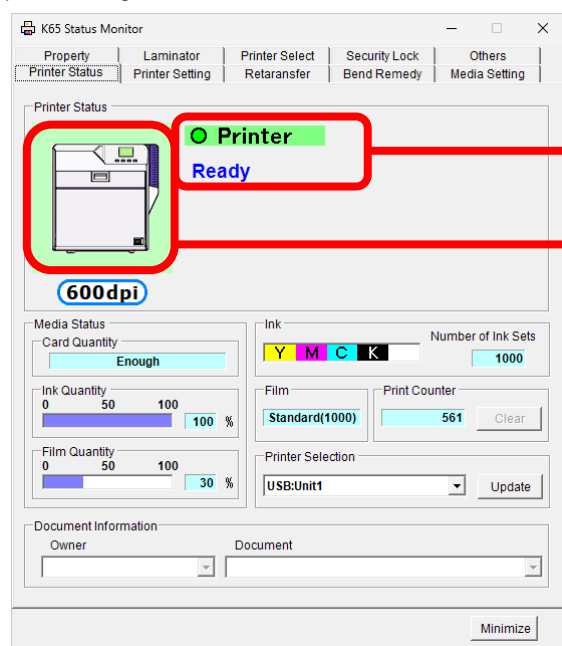 K65 Status Monitor
Property Laminator Printer Select Security Lock Others
Printer Status Printer Setting Retaransfer Bend Remedy Media Setting
Printer Status
Printer
Ready
600dpi
Media Status
Card Quantity
Enough
Ink Quantity
0 50 100
100 %
Film Quantity
0 50 100
30 %
Ink
Y M C K
Number of Ink Sets
1000
Film
Standard(1000)
Print Counter
561 Clear
Printer Selection
USB:Unit1 Update
Document Information
Owner Document
Minimize